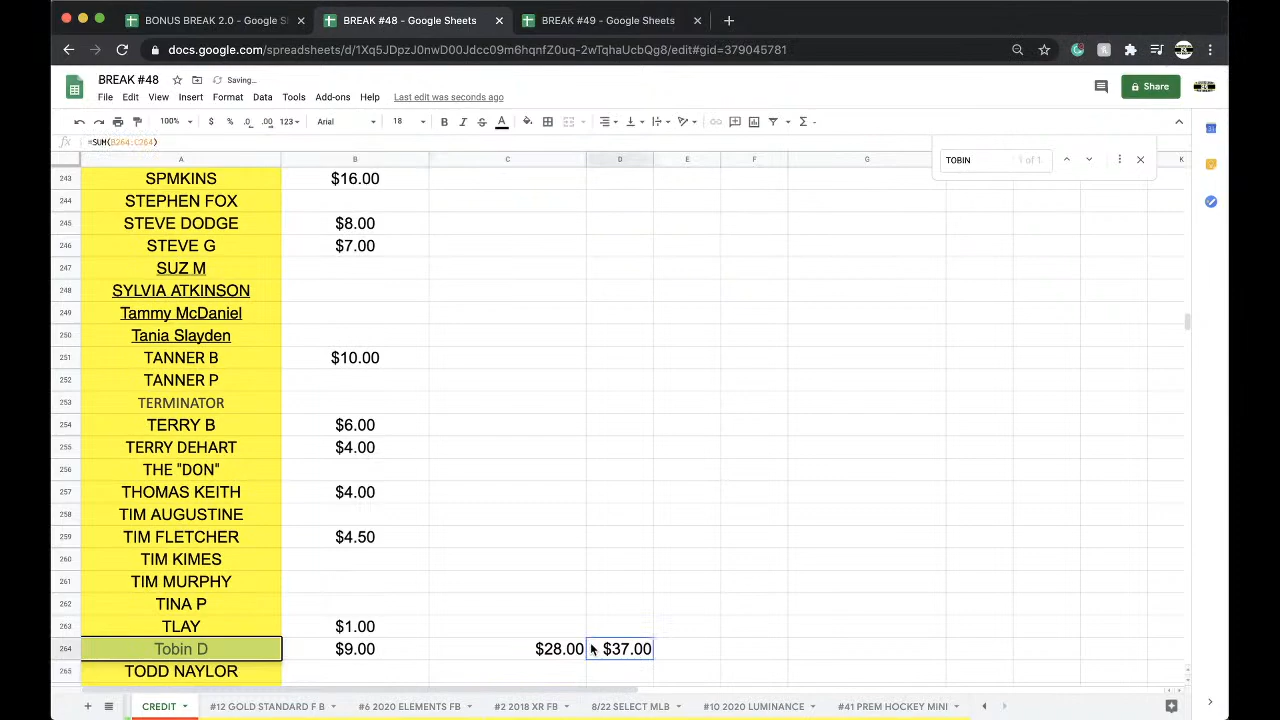 BONUS BREAK 2.0 - Google S
BREAK #48 - Google Sheets
BREAK #49 - Google Sheets
docs.google.com/spreadsheets/d/1Xq5JDpzJ0nwD00Jdcc09m6hqnfZ0uq-2wTqhaUcbQg8/edit#gid=379045781
BREAK #48
Saving...
File Edit View Insert Format Data Tools Add-ons Help Last edit was seconds ago
Share
100% $ % .0 .00 123 Arial 18 B I S A
fx =SUM(B264:C264)
TOBIN 1 of 1
A B C D E F G K
243 SPMKINS $16.00
244 STEPHEN FOX
245 STEVE DODGE $8.00
246 STEVE G $7.00
247 SUZ M
248 SYLVIA ATKINSON
249 Tammy McDaniel
250 Tania Slayden
251 TANNER B $10.00
252 TANNER P
253 TERMINATOR
254 TERRY B $6.00
255 TERRY DEHART $4.00
256 THE "DON"
257 THOMAS KEITH $4.00
258 TIM AUGUSTINE
259 TIM FLETCHER $4.50
260 TIM KIMES
261 TIM MURPHY
262 TINA P
263 TLAY $1.00
264 Tobin D $9.00 $28.00 $37.00
265 TODD NAYLOR
CREDIT #12 GOLD STANDARD F B #6 2020 ELEMENTS FB #2 2018 XR FB 8/22 SELECT MLB #10 2020 LUMINANCE #41 PREM HOCKEY MINI